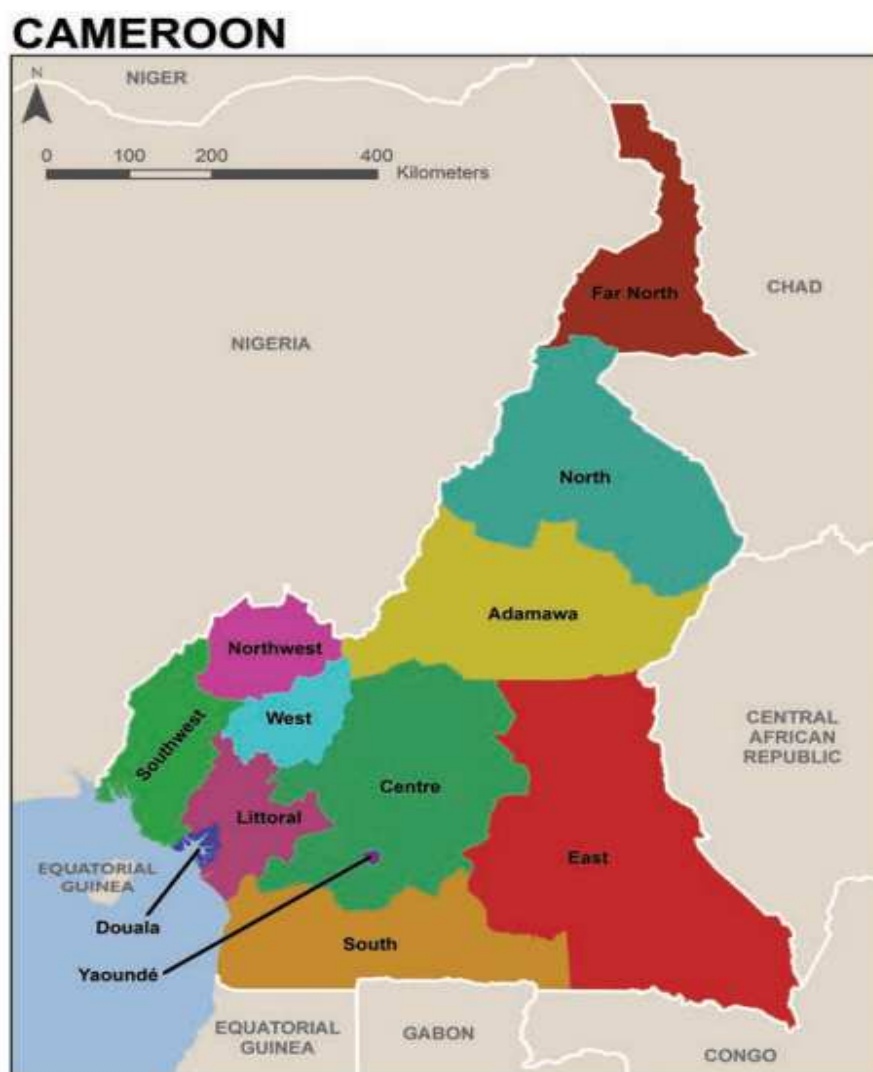 CAMEROON
NIGER
N
0 100 200 400
Kilometers
Far North
CHAD
NIGERIA
North
Adamawa
Northwest
West
Southwest
CENTRAL
AFRICAN
REPUBLIC
Centre
Littoral
East
EQUATORIAL
GUINEA
Douala
South
Yaoundé
EQUATORIAL
GUINEA
GABON
CONGO